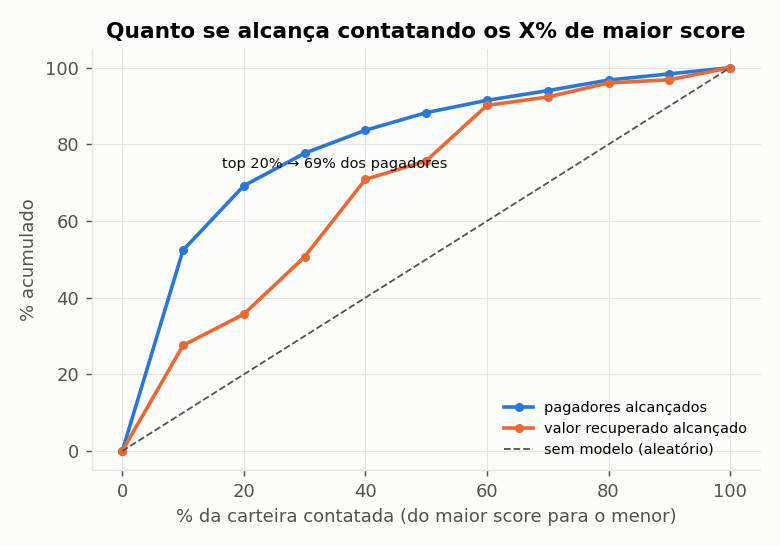 Quanto se alcança contatando os X% de maior score
100
80
60
40
20
0
% acumulado
top 20% → 69% dos pagadores
pagadores alcançados
valor recuperado alcançado
sem modelo (aleatório)
0 20 40 60 80 100
% da carteira contatada (do maior score para o menor)